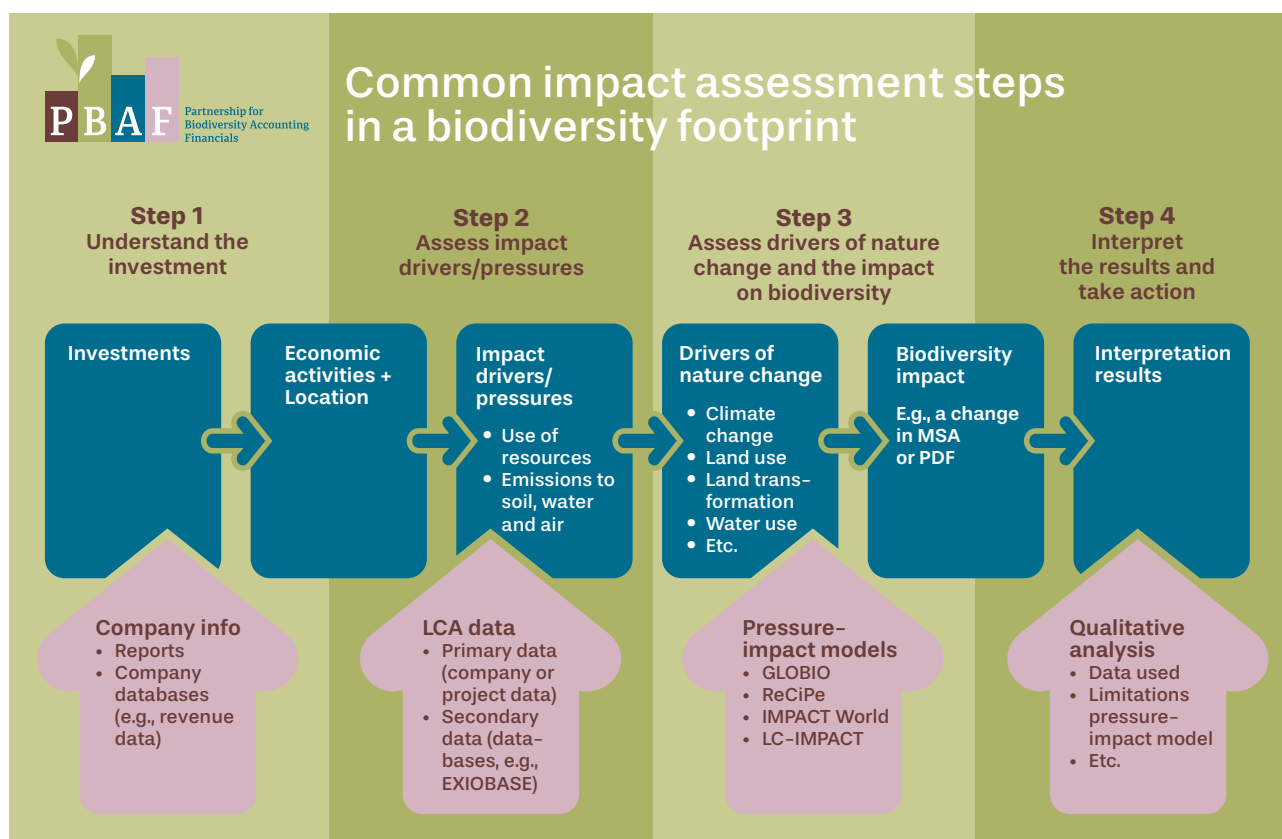 PBAF
Partnership for
Biodiversity Accounting
Financials
Common impact assessment steps
in a biodiversity footprint
Step 1
Understand the
investment
Step 2
Assess impact
drivers/pressures
Step 3
Assess drivers of nature
change and the impact
on biodiversity
Step 4
Interpret
the results and
take action
Investments
Economic
activities +
Location
Impact
drivers/
pressures
• Use of
resources
• Emissions to
soil, water
and air
Drivers of
nature change
• Climate
change
• Land use
• Land trans-
formation
• Water use
• Etc.
Biodiversity
impact
E.g., a change
in MSA
or PDF
Interpretation
results
Company info
• Reports
• Company
databases
(e.g., revenue
data)
LCA data
• Primary data
(company or
project data)
• Secondary
data (data-
bases, e.g.,
EXIOBASE)
Pressure-
impact models
• GLOBIO
• ReCiPe
• IMPACT World
• LC-IMPACT
Qualitative
analysis
• Data used
• Limitations
pressure-
impact model
• Etc.